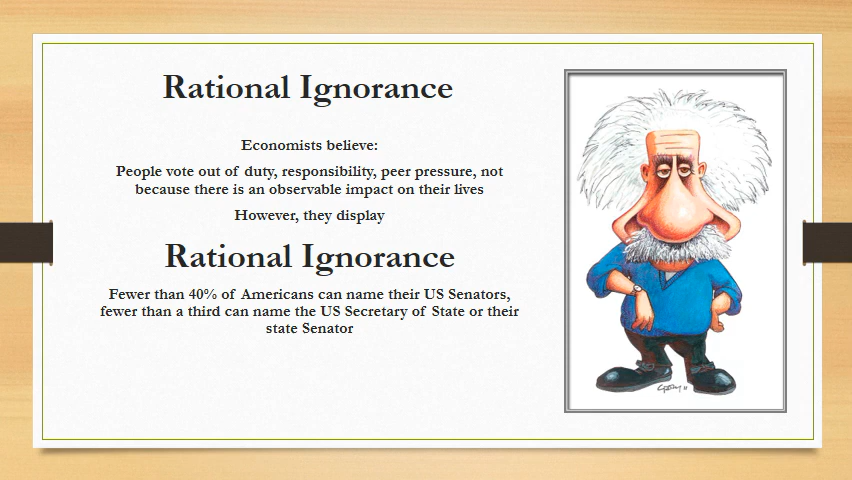 Rational Ignorance
Economists believe:
People vote out of duty, responsibility, peer pressure, not
because there is an observable impact on their lives
However, they display
Rational Ignorance
Fewer than 40% of Americans can name their US Senators,
fewer than a third can name the US Secretary of State or their
state Senator